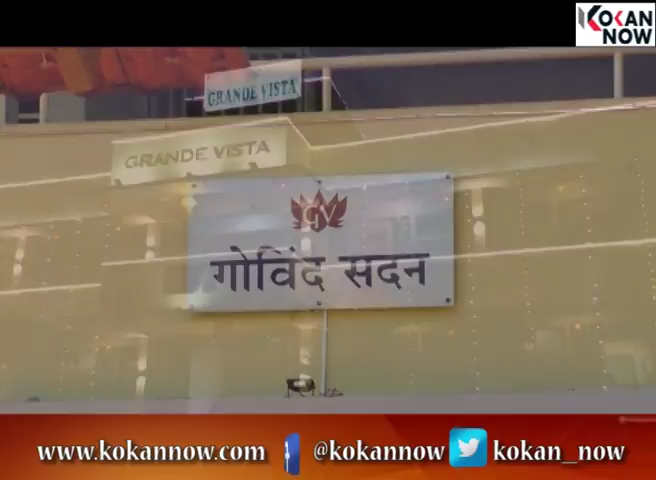 KOKAN
NOW
GRANDE VISTA
GRANDE VISTA
GV
गोविंद सदन
www.kokannow.com
@kokannow
kokan_now